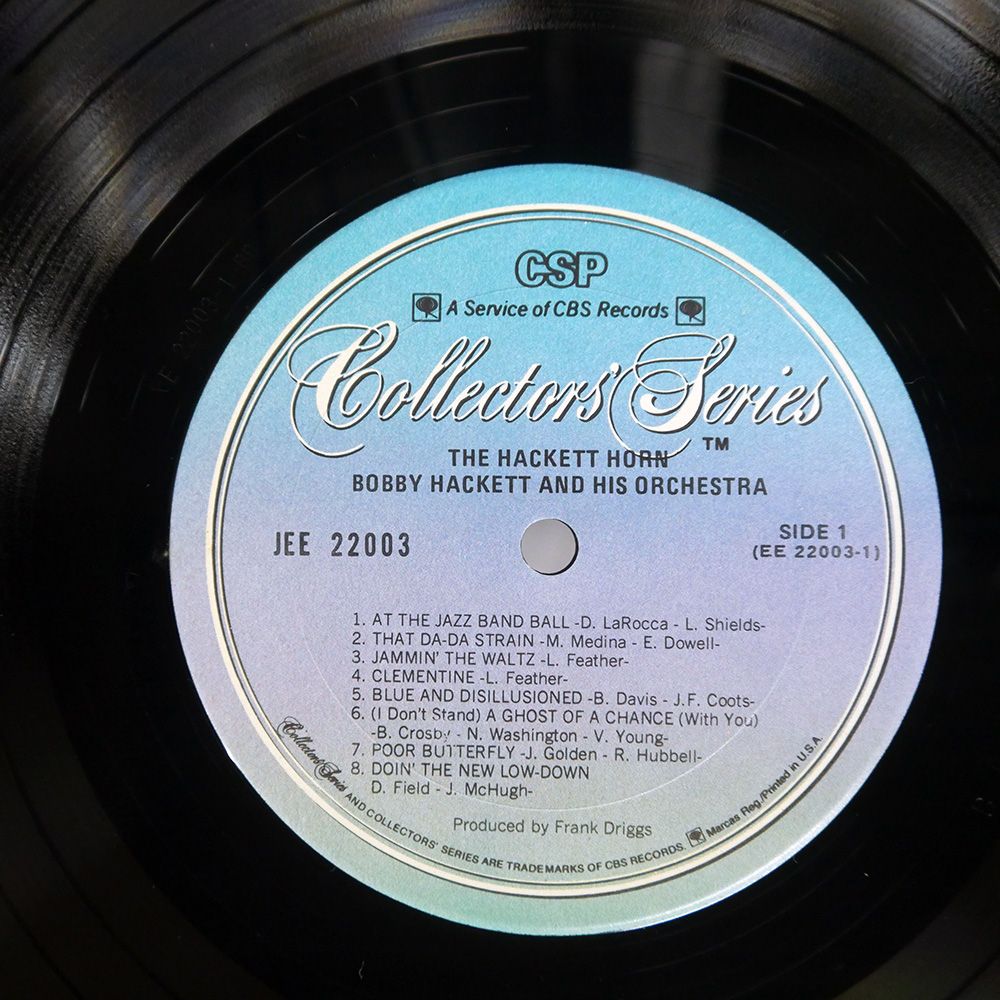 CSP
A Service of CBS Records
Collectors' Series
TM
THE HACKETT HORN
BOBBY HACKETT AND HIS ORCHESTRA
JEE 22003
SIDE 1
(EE 22003-1)
1. AT THE JAZZ BAND BALL -D. LaRocca - L. Shields-
2. THAT DA-DA STRAIN -M. Medina - E. Dowell-
3. JAMMIN' THE WALTZ -L. Feather-
4. CLEMENTINE -L. Feather-
5. BLUE AND DISILLUSIONED -B. Davis - J.F. Coots-
6. (I Don't Stand) A GHOST OF A CHANCE (With You)
-B. Crosby - N. Washington - V. Young-
7. POOR BUTTERFLY -J. Golden - R. Hubbell-
8. DOIN' THE NEW LOW-DOWN
D. Field - J. McHugh-
Produced by Frank Driggs
Collectors' Series AND COLLECTORS' SERIES ARE TRADEMARKS OF CBS RECORDS. Marcas Reg./Printed in U.S.A.